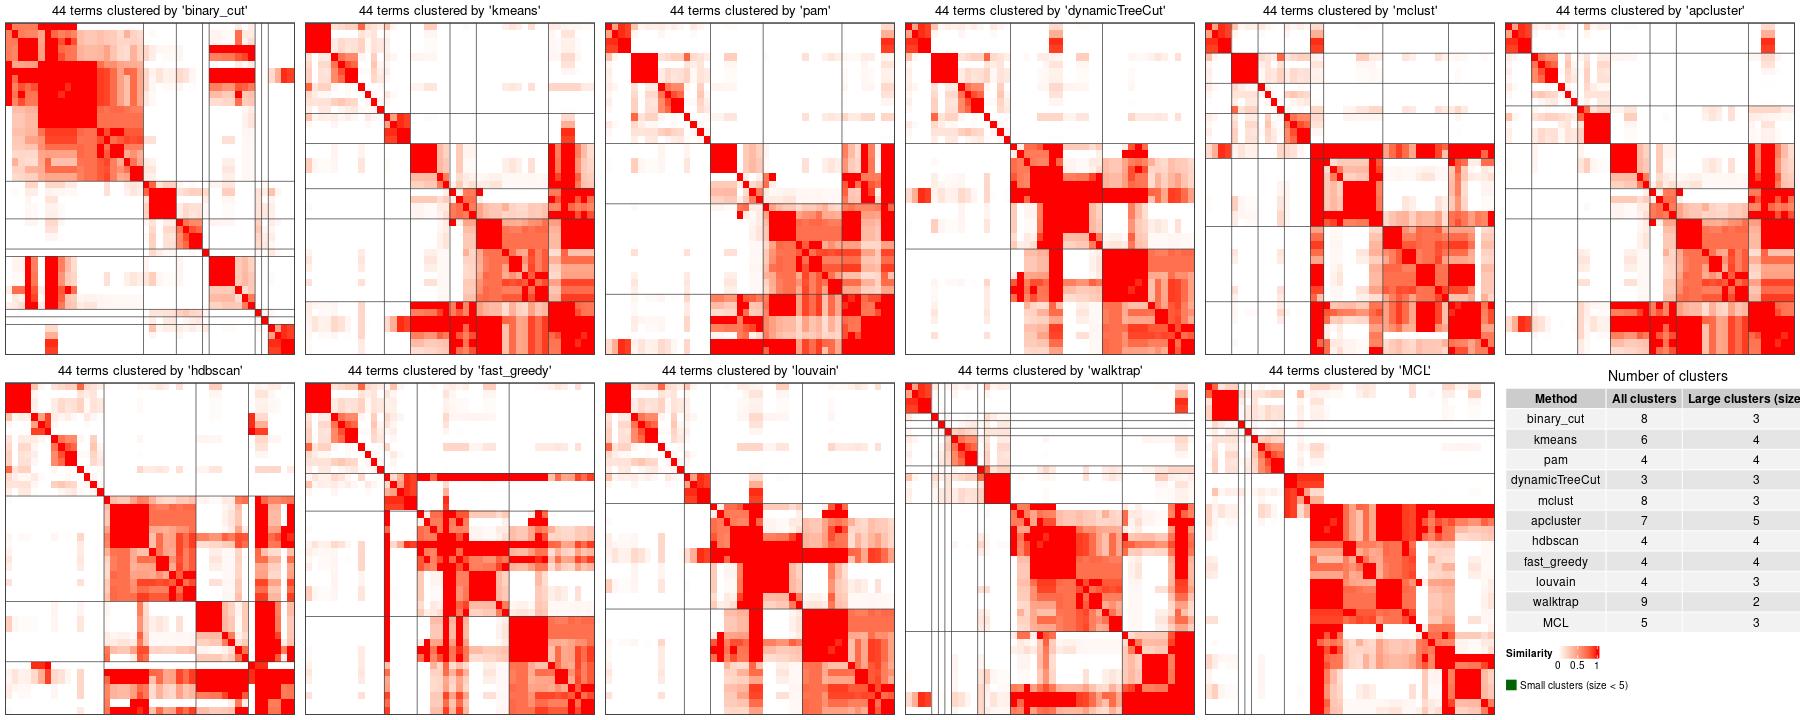 44 terms clustered by 'binary_cut'
44 terms clustered by 'kmeans'
44 terms clustered by 'pam'
44 terms clustered by 'dynamicTreeCut'
44 terms clustered by 'mclust'
44 terms clustered by 'apcluster'
44 terms clustered by 'hdbscan'
44 terms clustered by 'fast_greedy'
44 terms clustered by 'louvain'
44 terms clustered by 'walktrap'
44 terms clustered by 'MCL'
Number of clusters
Method All clusters Large clusters (size
binary_cut 8 3
kmeans 6 4
pam 4 4
dynamicTreeCut 3 3
mclust 8 3
apcluster 7 5
hdbscan 4 4
fast_greedy 4 4
louvain 4 3
walktrap 9 2
MCL 5 3
Similarity
0 0.5 1
Small clusters (size < 5)